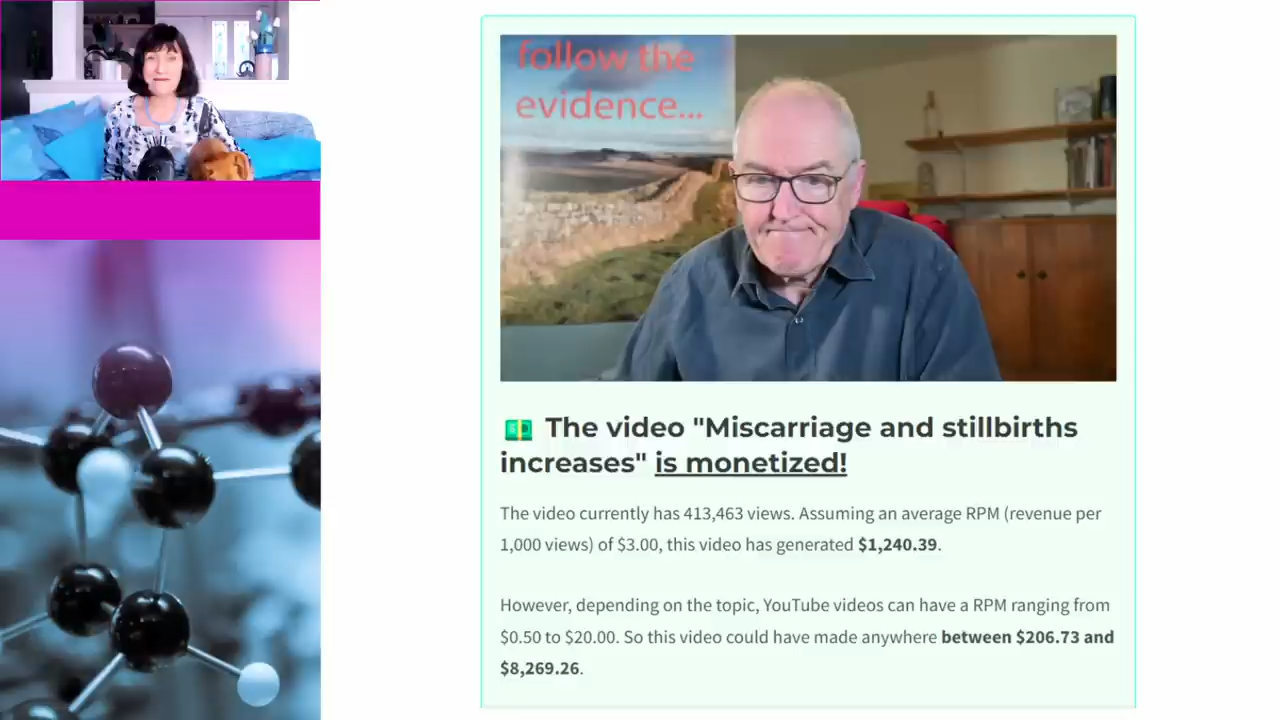 follow the
evidence...
The video "Miscarriage and stillbirths
increases" is monetized!
The video currently has 413,463 views. Assuming an average RPM (revenue per
1,000 views) of $3.00, this video has generated $1,240.39.
However, depending on the topic, YouTube videos can have a RPM ranging from
$0.50 to $20.00. So this video could have made anywhere between $206.73 and
$8,269.26.